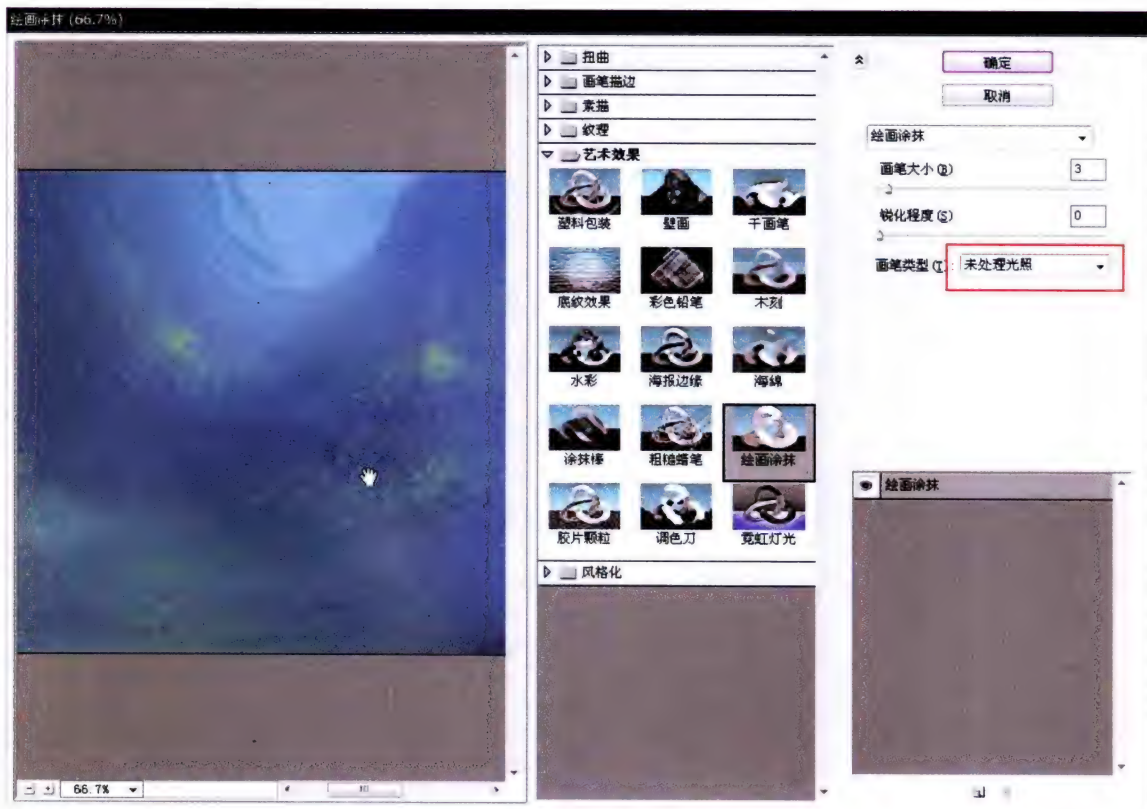 绘画涂抹 (66.7%)
扭曲
画笔描边
素描
纹理
艺术效果
塑料包装 壁画 干画笔
底纹效果 彩色铅笔 木刻
水彩 海报边缘 海绵
涂抹棒 粗糙蜡笔 绘画涂抹
胶片颗粒 调色刀 霓虹灯光
风格化
66.7%
确定
取消
绘画涂抹
画笔大小(B) 3
锐化程度(S) 0
画笔类型(T): 未处理光照
绘画涂抹